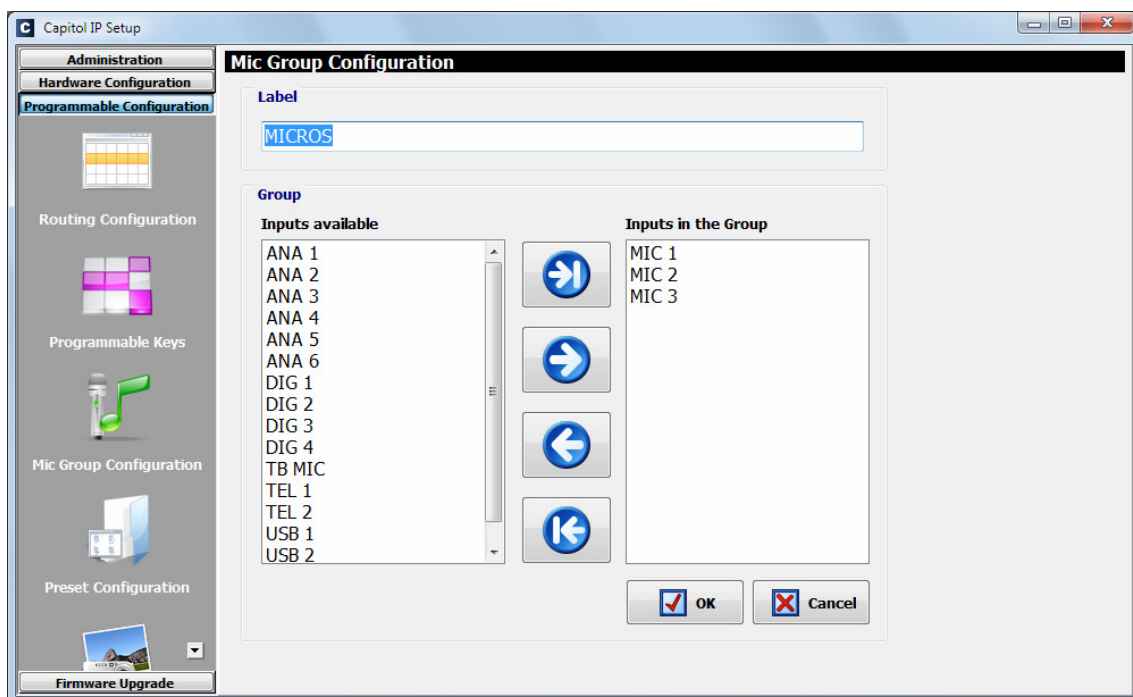 Capitol IP Setup
Administration
Hardware Configuration
Programmable Configuration
Routing Configuration
Programmable Keys
Mic Group Configuration
Preset Configuration
Firmware Upgrade
Mic Group Configuration
Label
MICROS
Group
Inputs available
ANA 1
ANA 2
ANA 3
ANA 4
ANA 5
ANA 6
DIG 1
DIG 2
DIG 3
DIG 4
TB MIC
TEL 1
TEL 2
USB 1
USB 2
Inputs in the Group
MIC 1
MIC 2
MIC 3
OK
Cancel